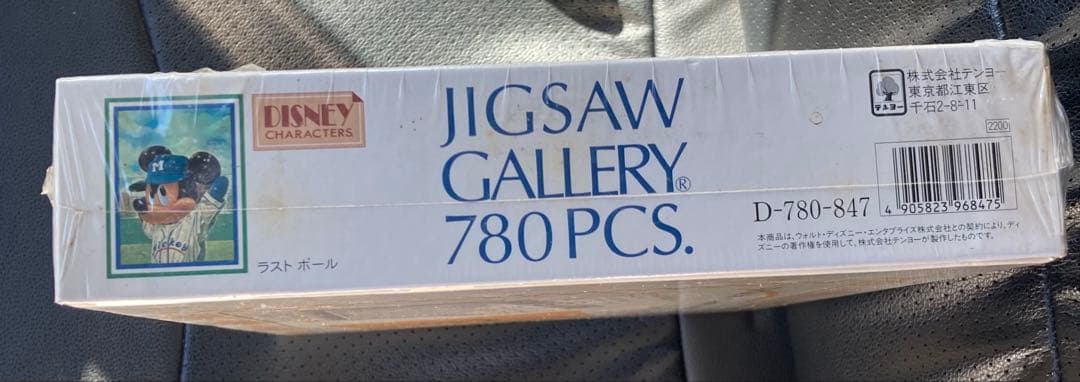 M
Mickey
ラスト ボール
DISNEY
CHARACTERS
JIGSAW
GALLERY®
780 PCS.
テンヨー
株式会社テンヨー
東京都江東区
千石2-8-11
2200
D-780-847
4 905823 968475
本商品は、ウォルト・ディズニー・エンタプライズ株式会社との契約により、ディ
ズニーの著作権を使用して、株式会社テンヨーが製作したものです。